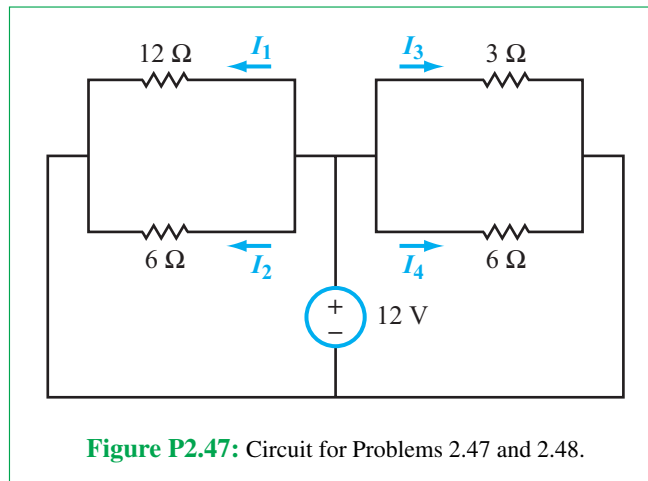 12 Ω I₁ I₃ 3 Ω
6 Ω I₂ I₄ 6 Ω
+
− 12 V
Figure P2.47: Circuit for Problems 2.47 and 2.48.